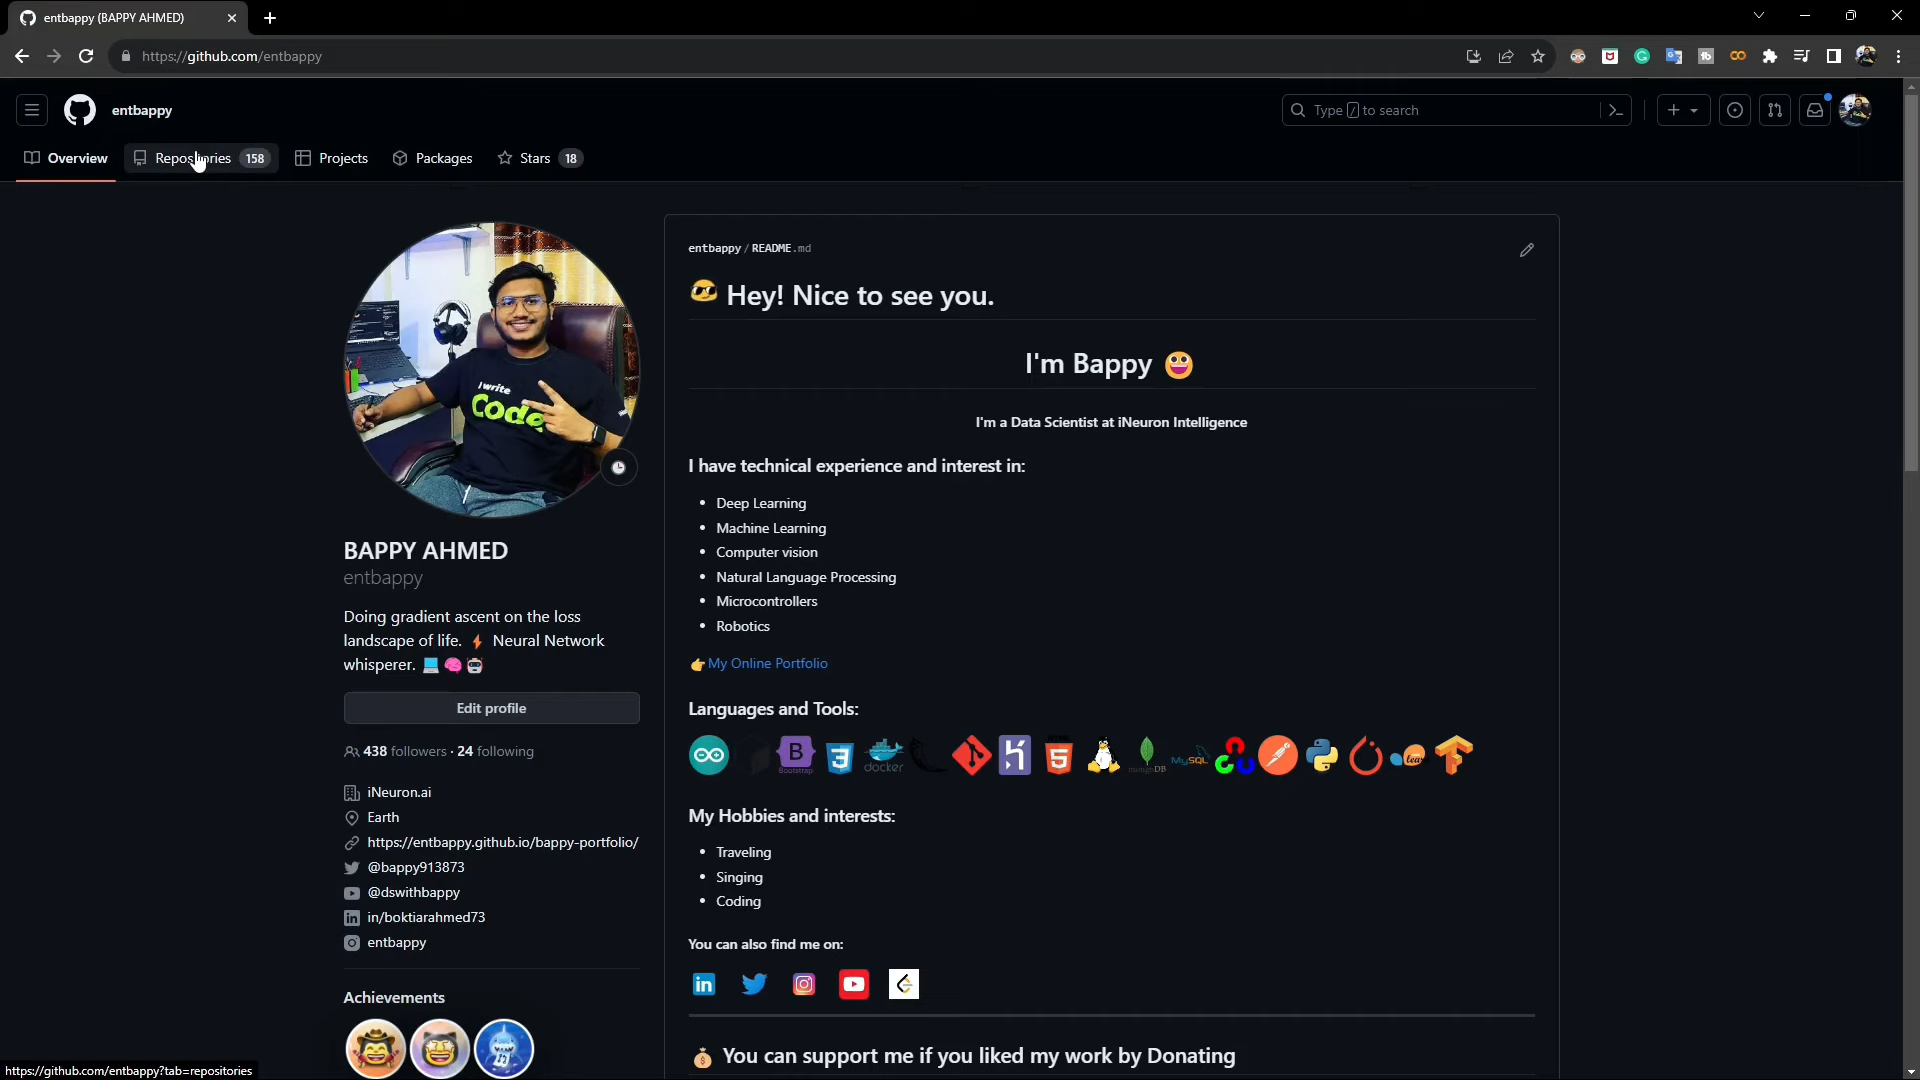 entbappy (BAPPY AHMED)
https://github.com/entbappy
entbappy
Type / to search
Overview
Repositories 158
Projects
Packages
Stars 18
entbappy / README.md
Hey! Nice to see you.
I'm Bappy
I'm a Data Scientist at iNeuron Intelligence
I have technical experience and interest in:
Deep Learning
Machine Learning
Computer vision
Natural Language Processing
Microcontrollers
Robotics
My Online Portfolio
Languages and Tools:
B
Bootstrap
docker
mongoDB
MySQL
My Hobbies and interests:
Traveling
Singing
Coding
You can also find me on:
You can support me if you liked my work by Donating
I write
Code
BAPPY AHMED
entbappy
Doing gradient ascent on the loss
landscape of life. ⚡ Neural Network
whisperer. 💻🧠🤖
Edit profile
438 followers · 24 following
iNeuron.ai
Earth
https://entbappy.github.io/bappy-portfolio/
@bappy913873
@dswithbappy
in/boktiarahmed73
entbappy
Achievements
https://github.com/entbappy?tab=repositories